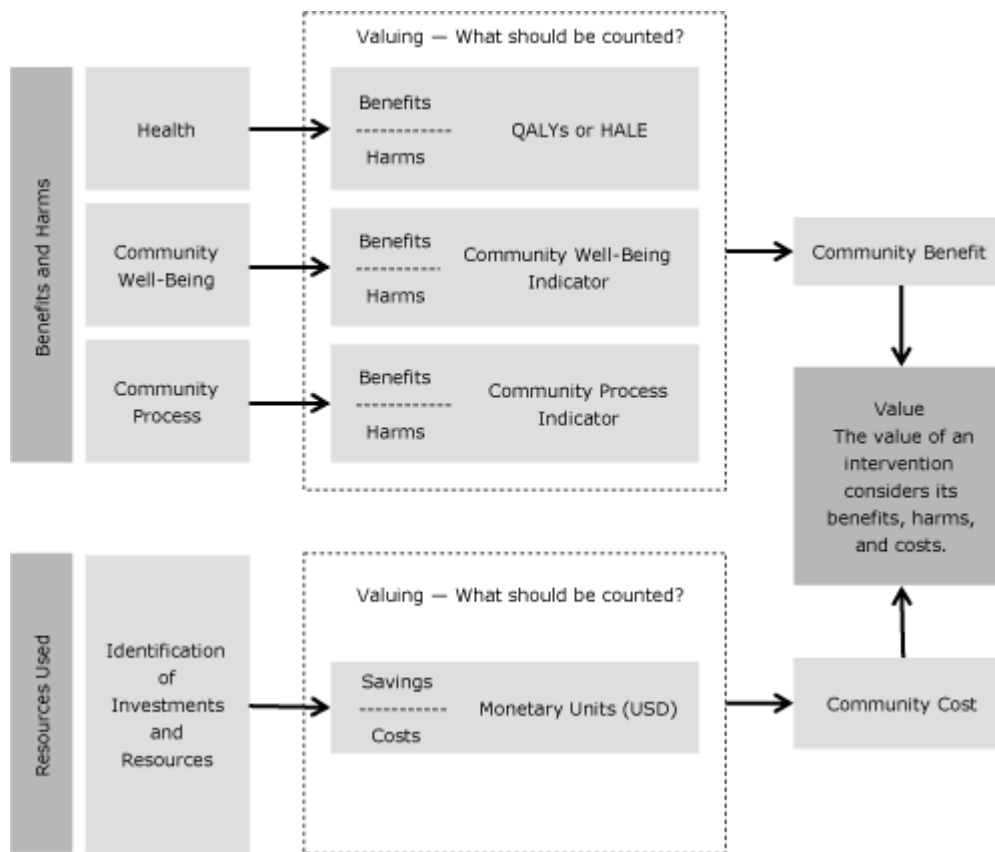 Valuing — What should be counted?
Benefits and Harms
Health
Benefits
Harms
QALYs or HALE
Community
Well-Being
Benefits
Harms
Community Well-Being
Indicator
Community
Process
Benefits
Harms
Community Process
Indicator
Community Benefit
Value
The value of an
intervention
considers its
benefits, harms,
and costs.
Resources Used
Identification
of
Investments
and
Resources
Valuing — What should be counted?
Savings
Costs
Monetary Units (USD)
Community Cost